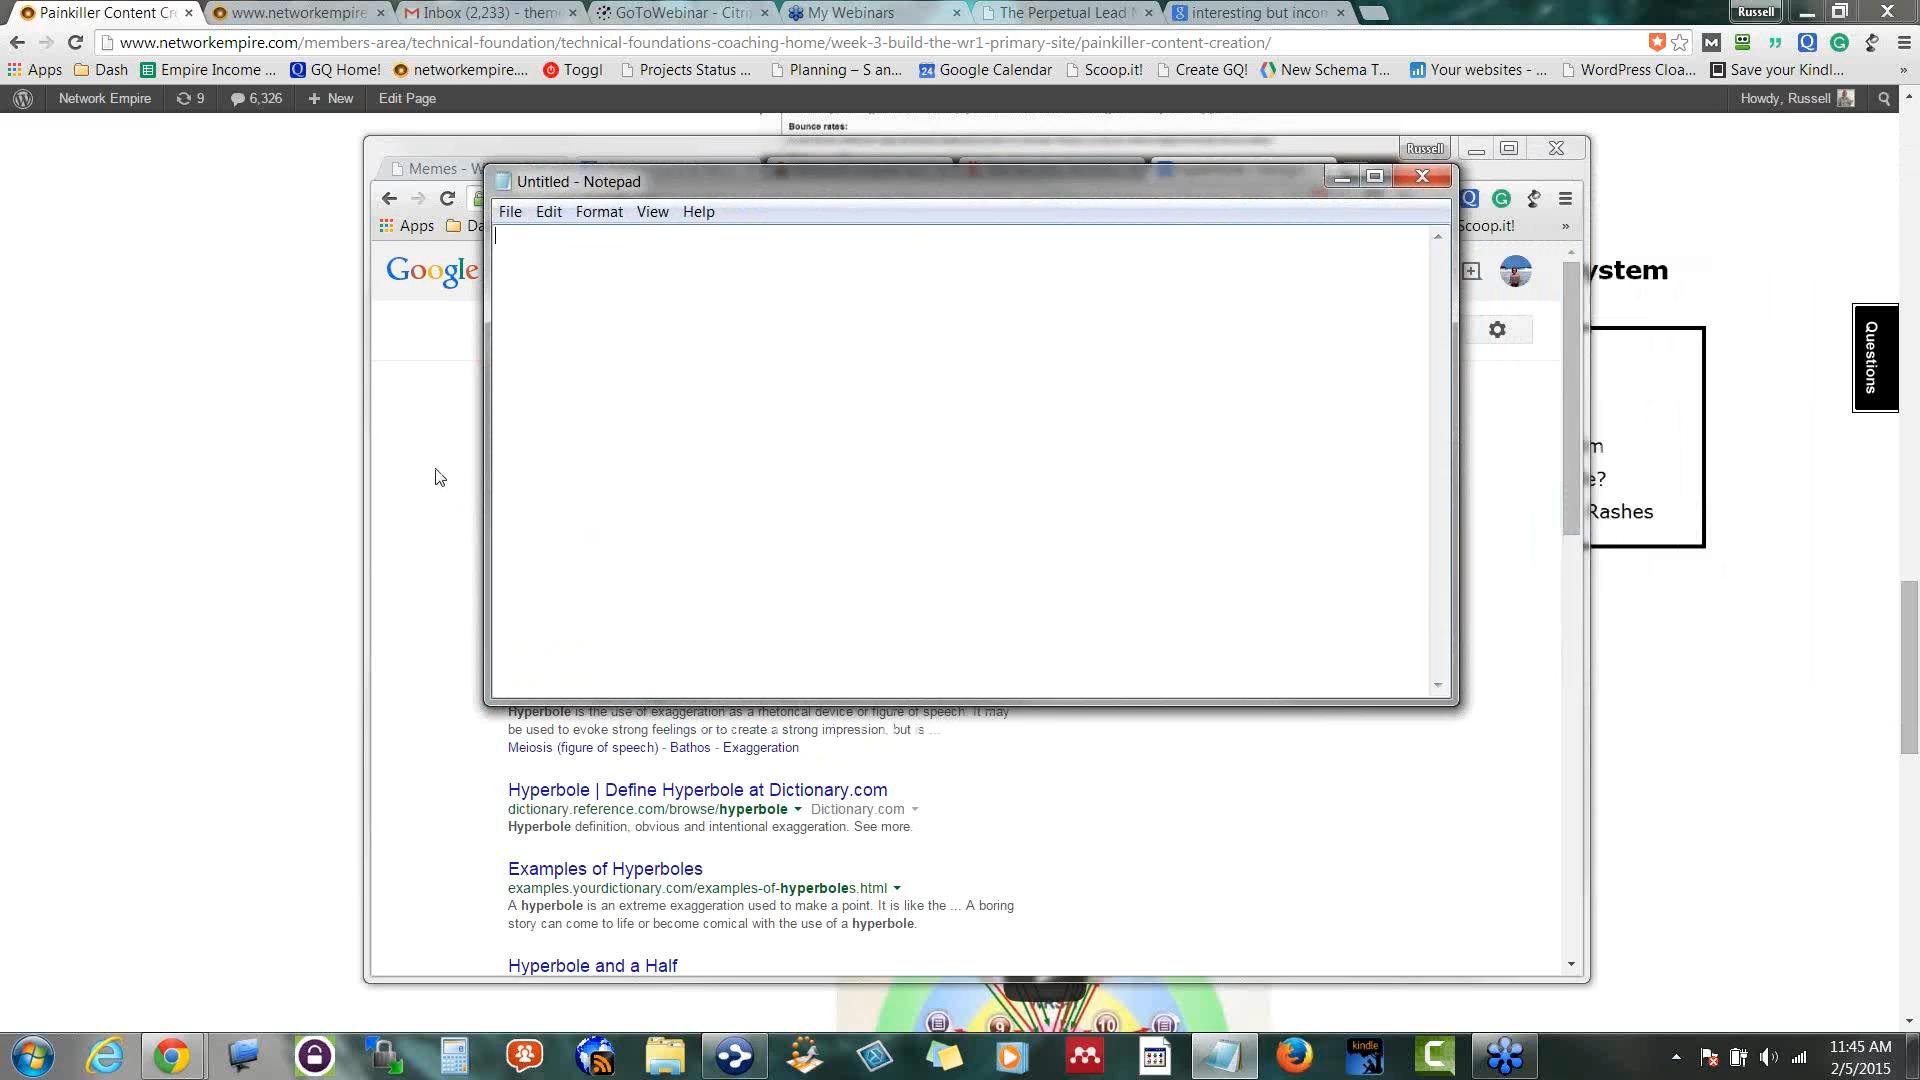 Painkiller Content Cr
www.networkempire
Inbox (2,233) - them
GoToWebinar - Citri
My Webinars
The Perpetual Lead
interesting but incon
Russell
www.networkempire.com/members-area/technical-foundation/technical-foundations-coaching-home/week-3-build-the-wr1-primary-site/painkiller-content-creation/
Apps
Dash
Empire Income ...
GQ Home!
networkempire....
Toggl
Projects Status ...
Planning – S an...
Google Calendar
Scoop.it!
Create GQ!
New Schema T...
Your websites - ...
WordPress Cloa...
Save your Kindl...
»
Network Empire
9
6,326
+ New
Edit Page
Howdy, Russell
Bounce rates:
Russell
Memes - W
Untitled - Notepad
File Edit Format View Help
Apps
Da
Scoop.it!
»
Google
ystem
m
e?
Rashes
Questions
Hyperbole is the use of exaggeration as a rhetorical device or figure of speech. It may
be used to evoke strong feelings or to create a strong impression, but is ...
Meiosis (figure of speech) - Bathos - Exaggeration
Hyperbole | Define Hyperbole at Dictionary.com
dictionary.reference.com/browse/hyperbole Dictionary.com
Hyperbole definition, obvious and intentional exaggeration. See more.
Examples of Hyperboles
examples.yourdictionary.com/examples-of-hyperboles.html
A hyperbole is an extreme exaggeration used to make a point. It is like the ... A boring
story can come to life or become comical with the use of a hyperbole.
Hyperbole and a Half
9
10
kindle
11:45 AM
2/5/2015